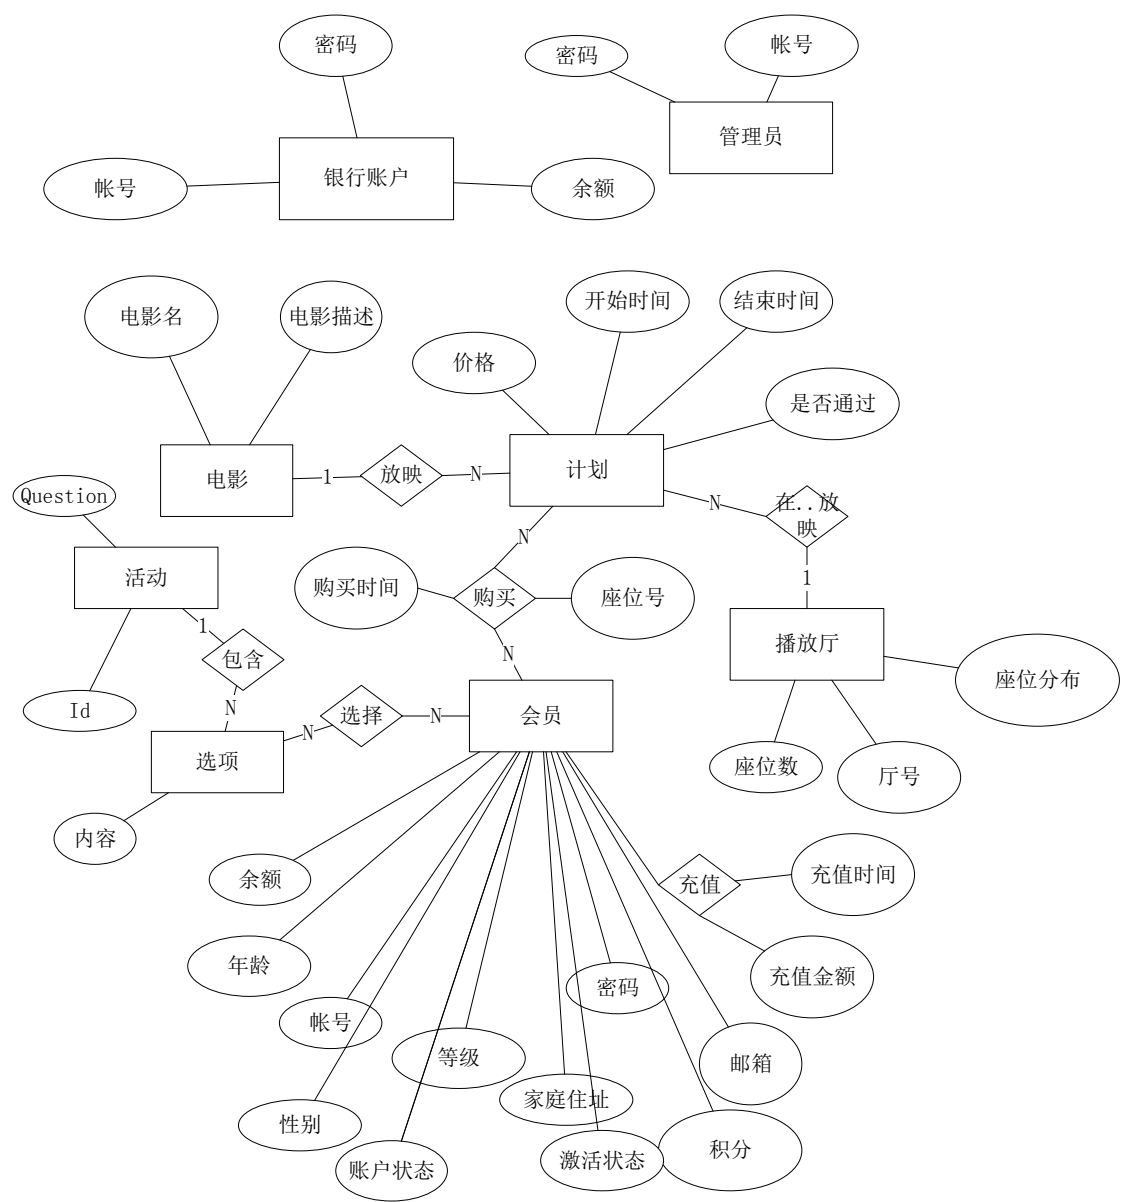 密码
帐号
密码
管理员
银行账户
帐号
余额
电影名
电影描述
开始时间
结束时间
价格
是否通过
电影
1
放映
N
计划
Question
N
在..放
映
N
活动
购买时间
购买
座位号
1
1
播放厅
包含
N
座位分布
Id
N
选择
N
N
会员
选项
座位数
厅号
内容
余额
充值
充值时间
年龄
密码
充值金额
帐号
等级
邮箱
家庭住址
性别
账户状态
激活状态
积分